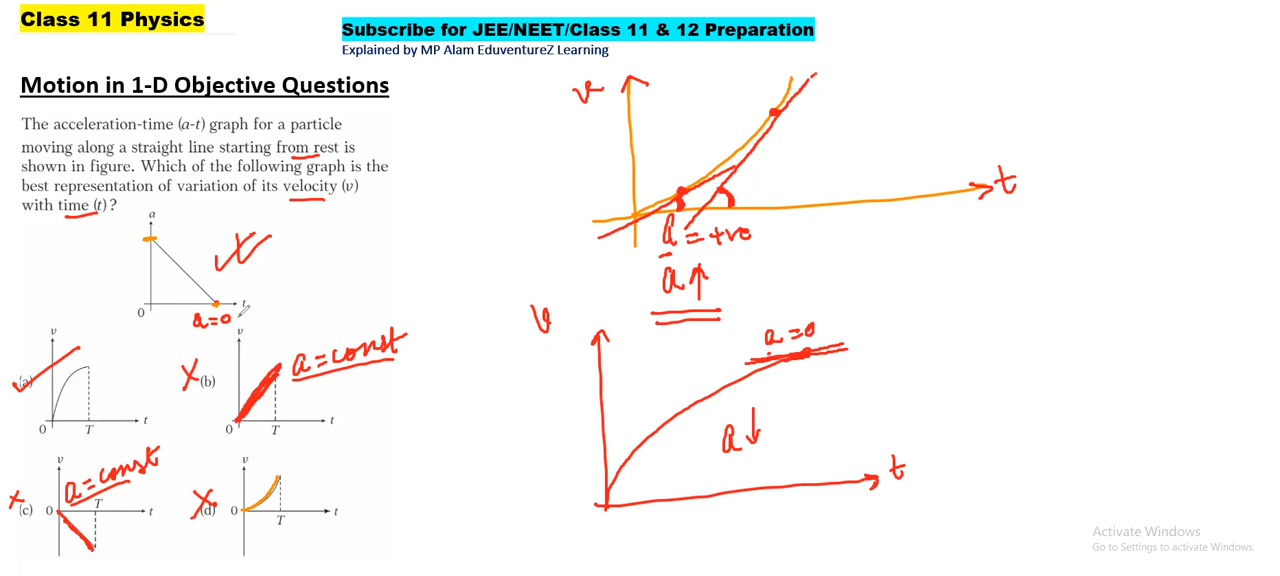 Class 11 Physics
Subscribe for JEE/NEET/Class 11 & 12 Preparation
Explained by MP Alam EduventureZ Learning
Motion in 1-D Objective Questions
The acceleration-time (a-t) graph for a particle
moving along a straight line starting from rest is
shown in figure. Which of the following graph is the
best representation of variation of its velocity (v)
with time (t)?
a
0
t
a=0
v
(a)
0
T
t
v
(b)
a=const
0
T
t
v
(c)
0
a=const
T
t
v
(d)
0
T
t
v
t
a=+ve
a↑
v
a=0
a↓
t
Activate Windows
Go to Settings to activate Windows.